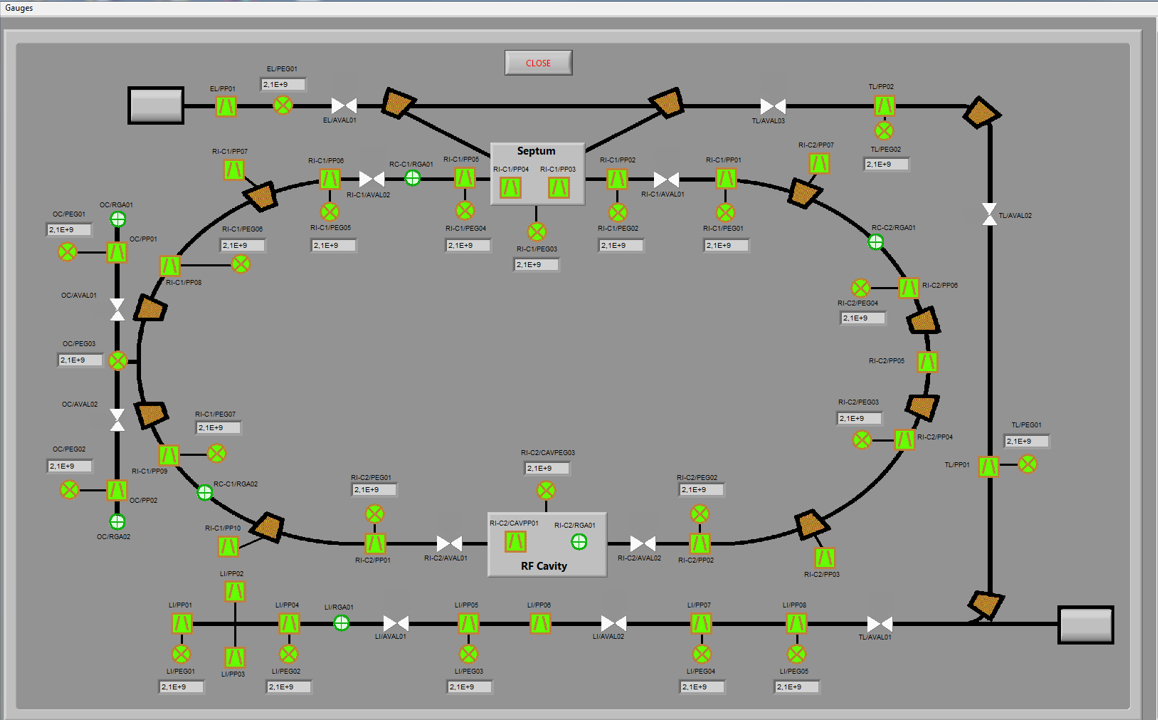 Gauges
CLOSE
EL/PEG01
2,1E+9
EL/PP01
EL/AVAL01
TL/AVAL03
TL/PP02
TL/PEG02
2,1E+9
Septum
RI-C1/PP04
RI-C1/PP03
RI-C1/PEG03
2,1E+9
RI-C1/PP07
RI-C1/PP06
RI-C1/AVAL02
RC-C1/RGA01
RI-C1/PP05
RI-C1/PP02
RI-C1/AVAL01
RI-C1/PP01
RI-C2/PP07
RI-C1/PEG05
2,1E+9
RI-C1/PEG04
2,1E+9
RI-C1/PEG02
2,1E+9
RI-C1/PEG01
2,1E+9
OC/RGA01
OC/PEG01
2,1E+9
OC/PP01
RI-C1/PEG06
2,1E+9
RI-C1/PP08
RC-C2/RGA01
TL/AVAL02
OC/AVAL01
RI-C2/PP06
RI-C2/PEG04
2,1E+9
OC/PEG03
2,1E+9
RI-C2/PP05
OC/AVAL02
RI-C1/PEG07
2,1E+9
RI-C2/PEG03
2,1E+9
RI-C2/PP04
TL/PEG01
2,1E+9
TL/PP01
OC/PEG02
2,1E+9
RI-C1/PP09
OC/PP02
RC-C1/RGA02
OC/RGA02
RI-C1/PP10
RI-C2/PEG01
2,1E+9
RI-C2/CAVPEG03
2,1E+9
RI-C2/PEG02
2,1E+9
RI-C2/CAVPP01
RI-C2/RGA01
RF Cavity
RI-C2/PP01
RI-C2/AVAL01
RI-C2/AVAL02
RI-C2/PP02
RI-C2/PP03
LI/PP02
LI/PP01
LI/PP04
LI/RGA01
LI/PP05
LI/PP06
LI/PP07
LI/PP08
LI/AVAL01
LI/AVAL02
TL/AVAL01
LI/PEG01
2,1E+9
LI/PP03
LI/PEG02
2,1E+9
LI/PEG03
2,1E+9
LI/PEG04
2,1E+9
LI/PEG05
2,1E+9